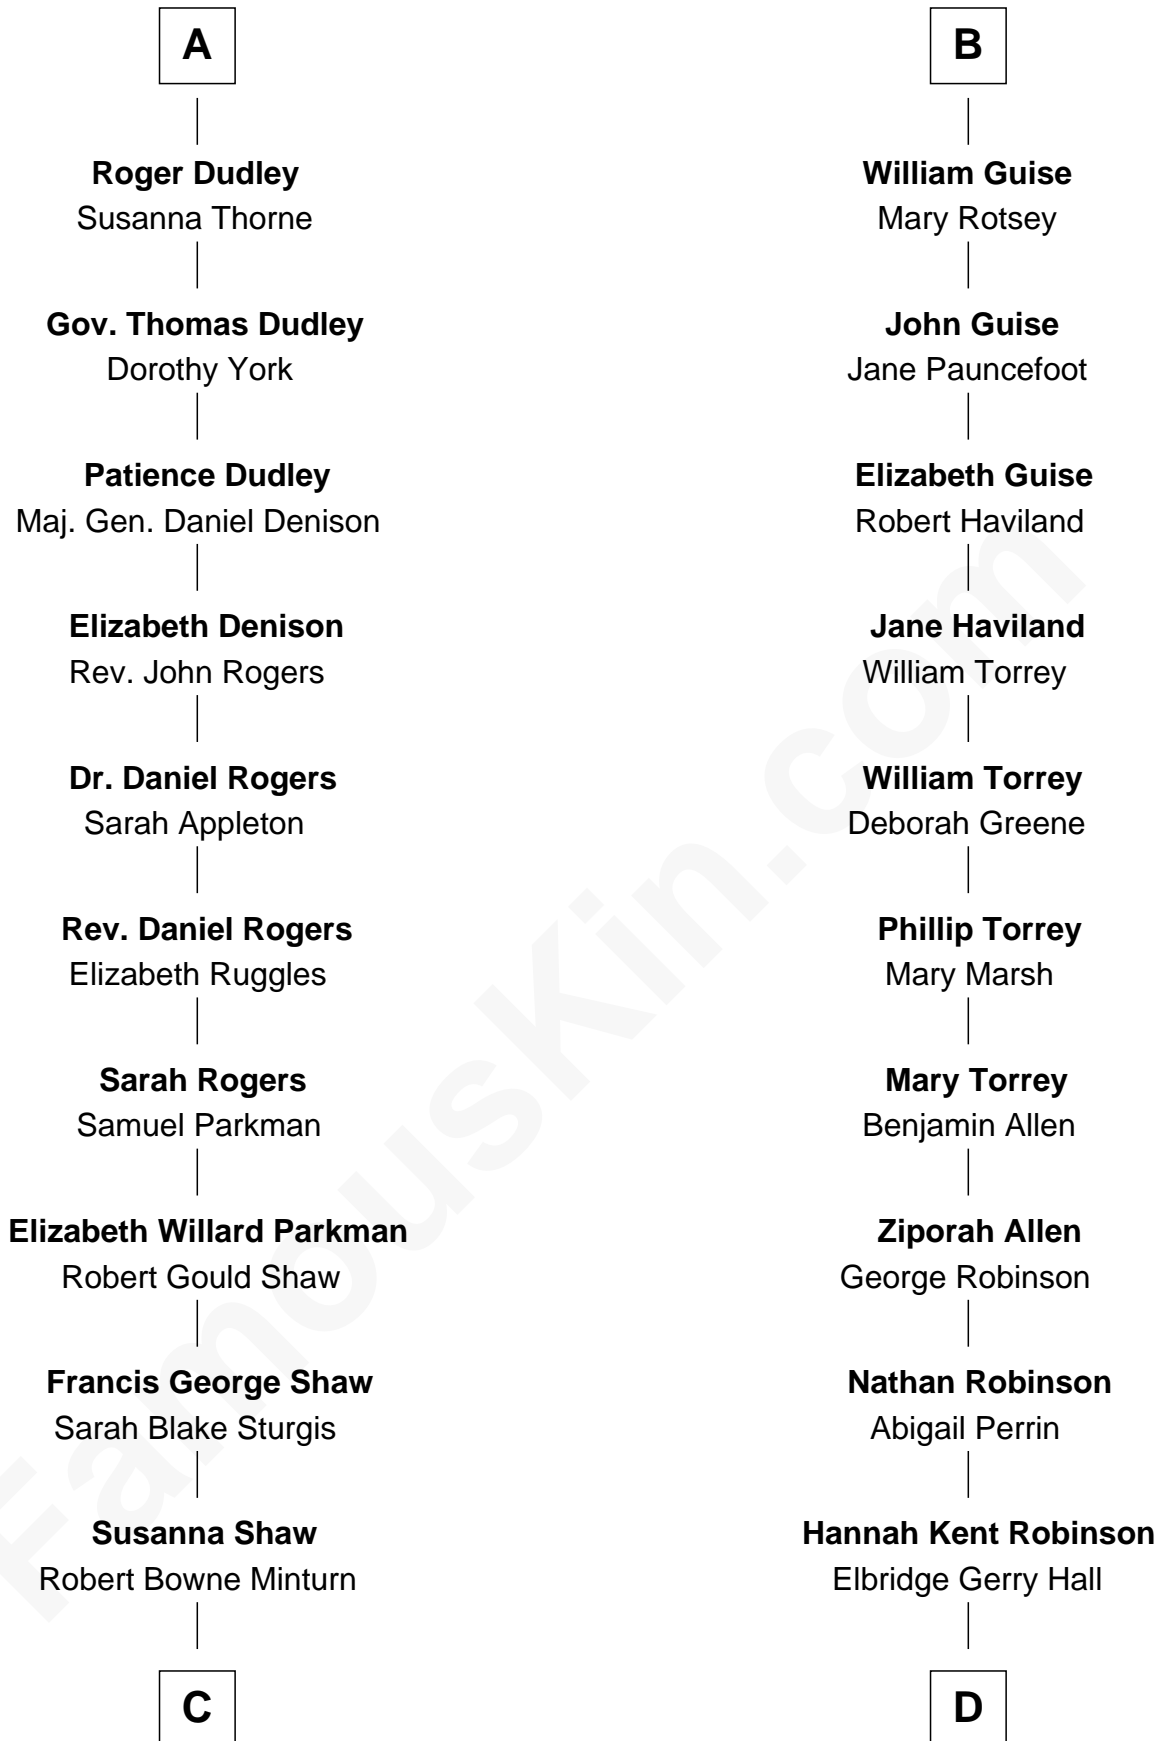 A
Roger Dudley
Susanna Thorne
Gov. Thomas Dudley
Dorothy York
Patience Dudley
Maj. Gen. Daniel Denison
Elizabeth Denison
Rev. John Rogers
Dr. Daniel Rogers
Sarah Appleton
Rev. Daniel Rogers
Elizabeth Ruggles
Sarah Rogers
Samuel Parkman
Elizabeth Willard Parkman
Robert Gould Shaw
Francis George Shaw
Sarah Blake Sturgis
Susanna Shaw
Robert Bowne Minturn
C
B
William Guise
Mary Rotsey
John Guise
Jane Pauncefoot
Elizabeth Guise
Robert Haviland
Jane Haviland
William Torrey
William Torrey
Deborah Greene
Phillip Torrey
Mary Marsh
Mary Torrey
Benjamin Allen
Ziporah Allen
George Robinson
Nathan Robinson
Abigail Perrin
Hannah Kent Robinson
Elbridge Gerry Hall
D
FamousKin.com